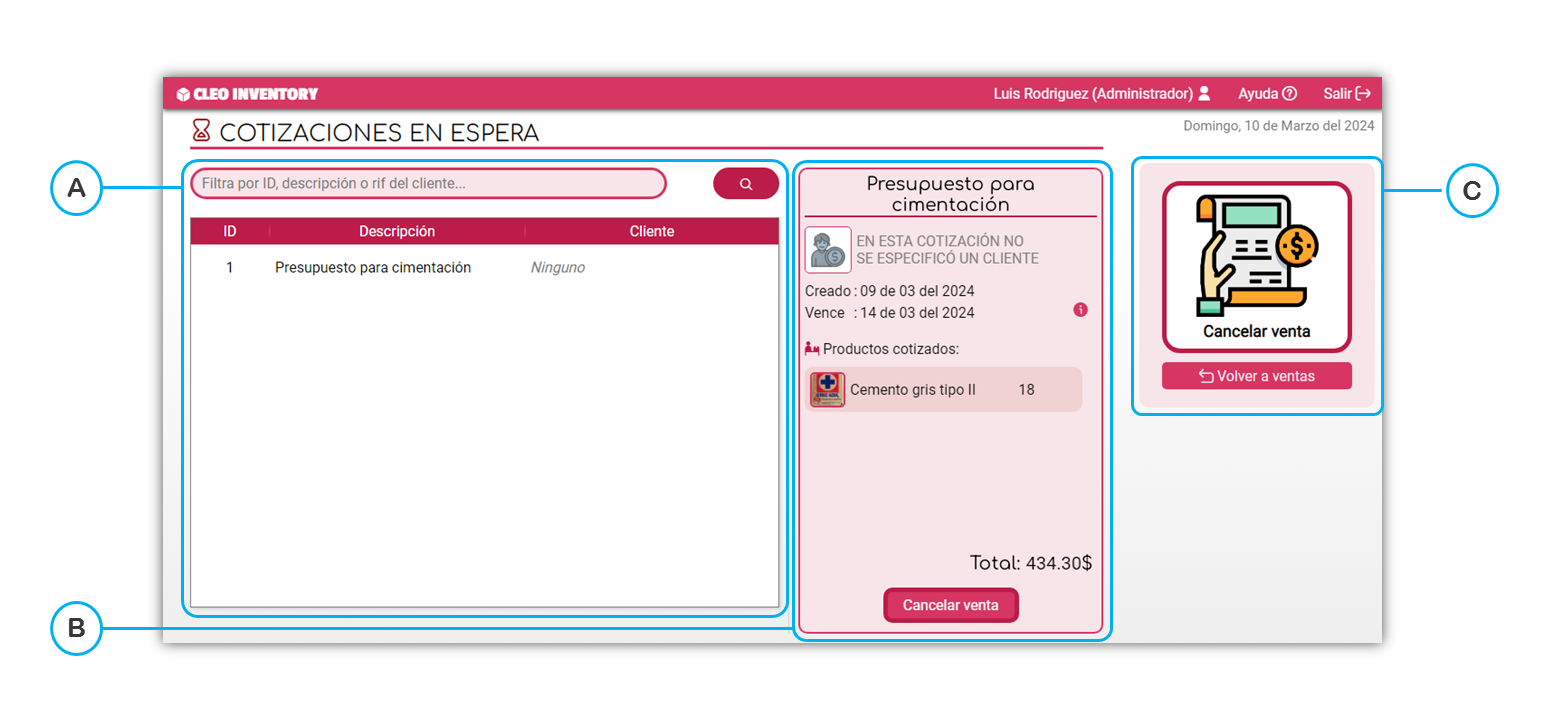 CLEO INVENTORY
Luis Rodriguez (Administrador)
Ayuda
Salir
COTIZACIONES EN ESPERA
Domingo, 10 de Marzo del 2024
A
Filtra por ID, descripción o rif del cliente...
ID Descripción Cliente
1 Presupuesto para cimentación Ninguno
B
Presupuesto para
cimentación
EN ESTA COTIZACIÓN NO
SE ESPECIFICÓ UN CLIENTE
Creado : 09 de 03 del 2024
Vence : 14 de 03 del 2024
Productos cotizados:
Cemento gris tipo II 18
Total: 434.30$
Cancelar venta
C
Cancelar venta
Volver a ventas